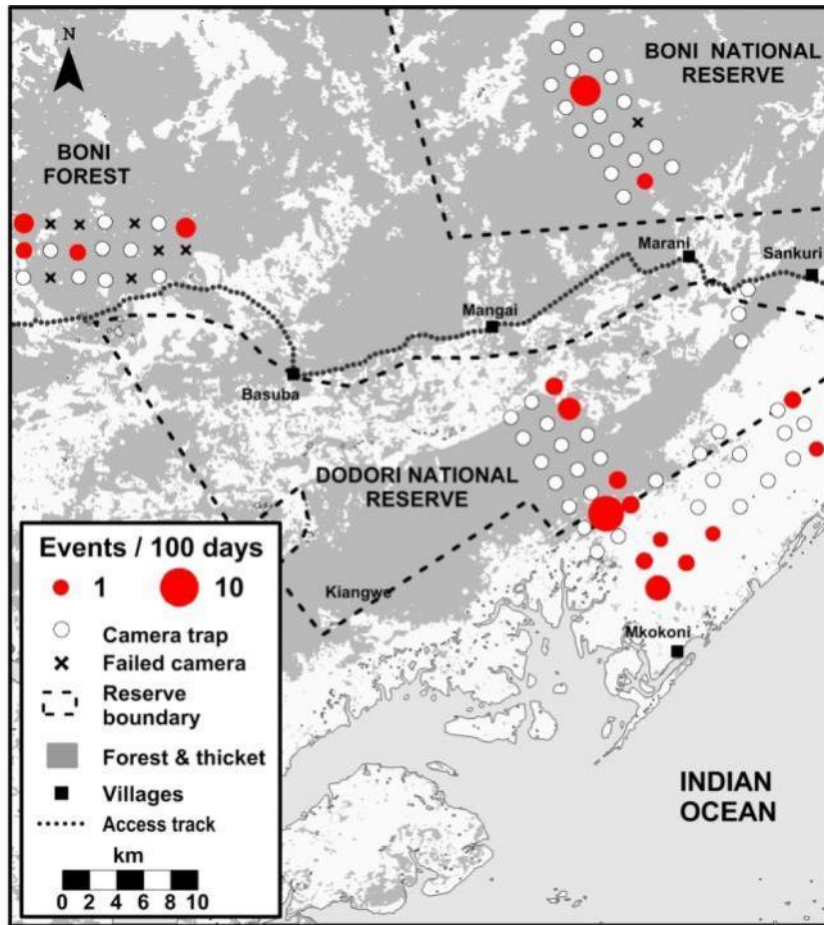 N
BONI NATIONAL
RESERVE
BONI
FOREST
Marani
Sankuri
Mangai
Basuba
DODORI NATIONAL
RESERVE
Kiangwe
Mkokoni
INDIAN
OCEAN
Events / 100 days
1 10
Camera trap
Failed camera
Reserve
boundary
Forest & thicket
Villages
Access track
km
0 2 4 6 8 10